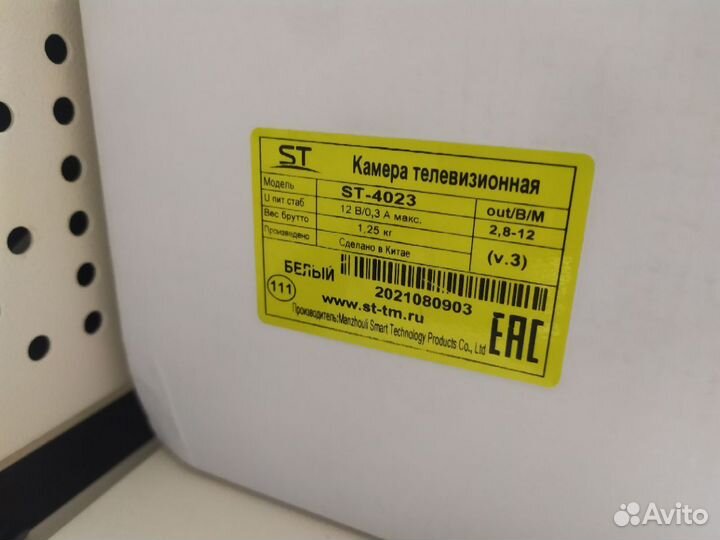 ST
Камера телевизионная
Модель ST-4023 out/В/М
U пит стаб 12 В/0,3 А макс. 2,8-12
Вес брутто 1,25 кг
Произведено Сделано в Китае (v.3)
БЕЛЫЙ
111 2021080903
www.st-tm.ru
Производитель:Manzhouli Smart Technology Products Co., Ltd
EAC
Avito